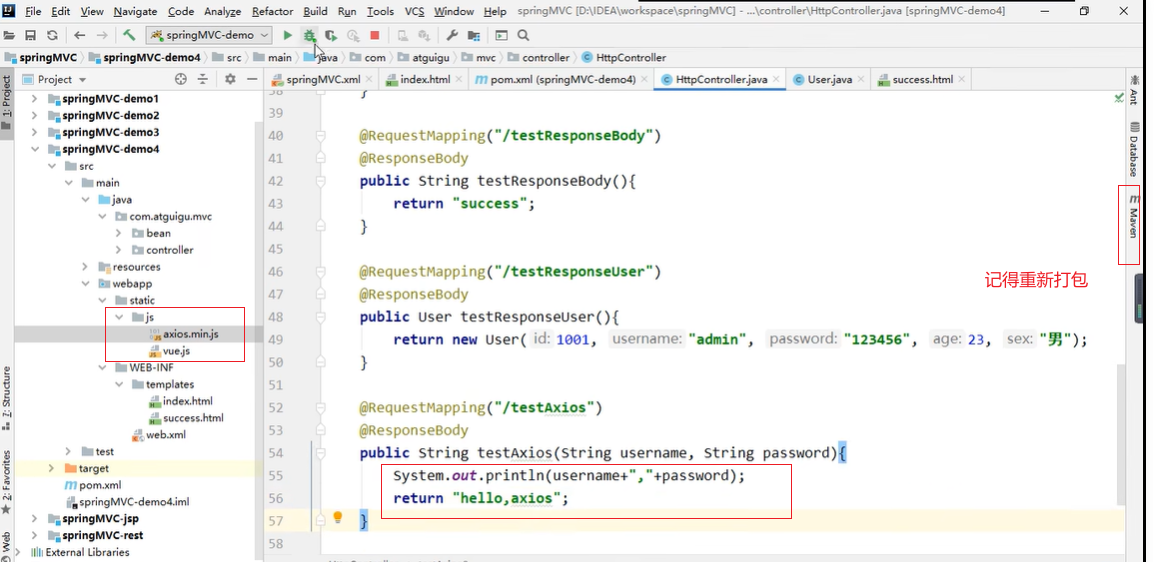 File Edit View Navigate Code Analyze Refactor Build Run Tools VCS Window Help springMVC [D:\IDEA\workspace\springMVC] - ...\controller\HttpController.java [springMVC-demo4]
springMVC-demo
springMVC springMVC-demo4 src main java com atguigu mvc controller HttpController
1: Project
Project
springMVC.xml index.html pom.xml (springMVC-demo4) HttpController.java User.java success.html
springMVC-demo1
springMVC-demo2
springMVC-demo3
springMVC-demo4
src
main
java
com.atguigu.mvc
bean
controller
resources
webapp
static
js
axios.min.js
vue.js
WEB-INF
templates
index.html
success.html
web.xml
test
target
pom.xml
springMVC-demo4.iml
springMVC-jsp
springMVC-rest
External Libraries
7: Structure
2: Favorites
Web
38 }
39
40 @RequestMapping("/testResponseBody")
41 @ResponseBody
42 public String testResponseBody(){
43 return "success";
44 }
45
46 @RequestMapping("/testResponseUser")
47 @ResponseBody
48 public User testResponseUser(){
49 return new User( id: 1001, username: "admin", password: "123456", age: 23, sex: "男");
50 }
51
52 @RequestMapping("/testAxios")
53 @ResponseBody
54 public String testAxios(String username, String password){
55 System.out.println(username+","+password);
56 return "hello,axios";
57 }
58
记得重新打包
Ant
Database
Maven